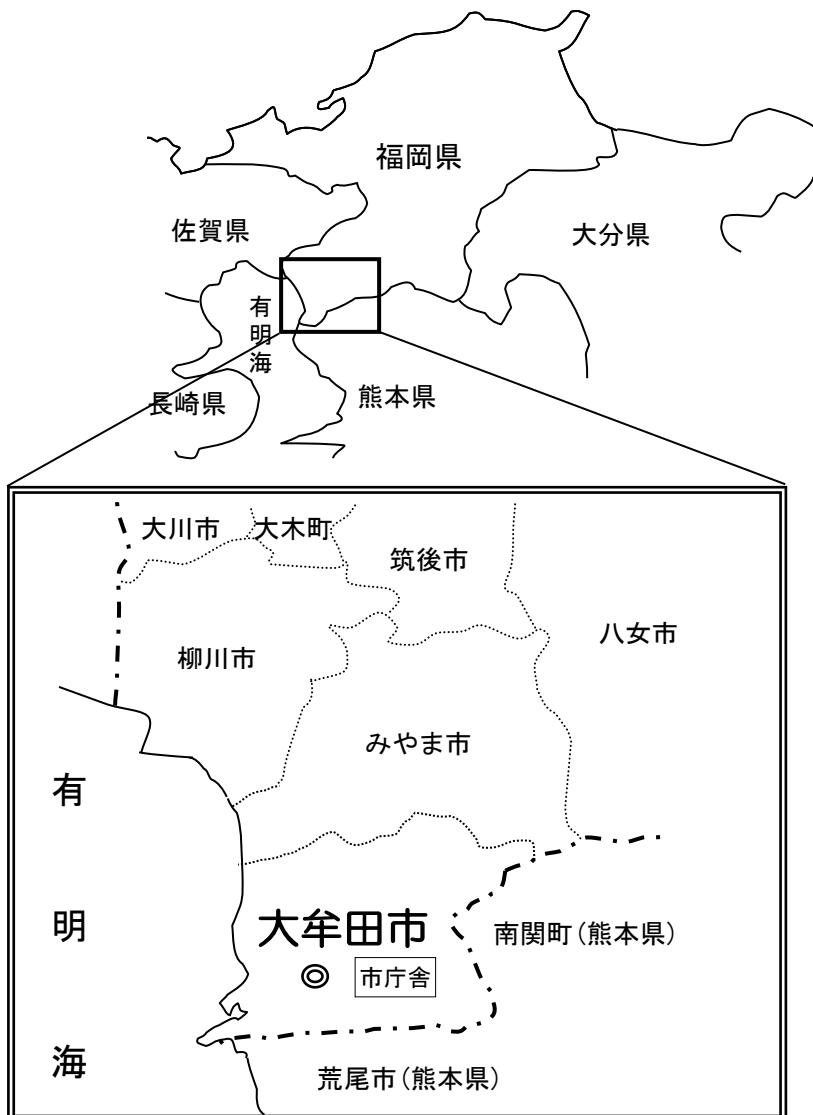 福岡県
佐賀県
大分県
有明海
長崎県
熊本県
大川市
大木町
筑後市
八女市
柳川市
みやま市
有明海
大牟田市
南関町(熊本県)
市庁舎
荒尾市(熊本県)